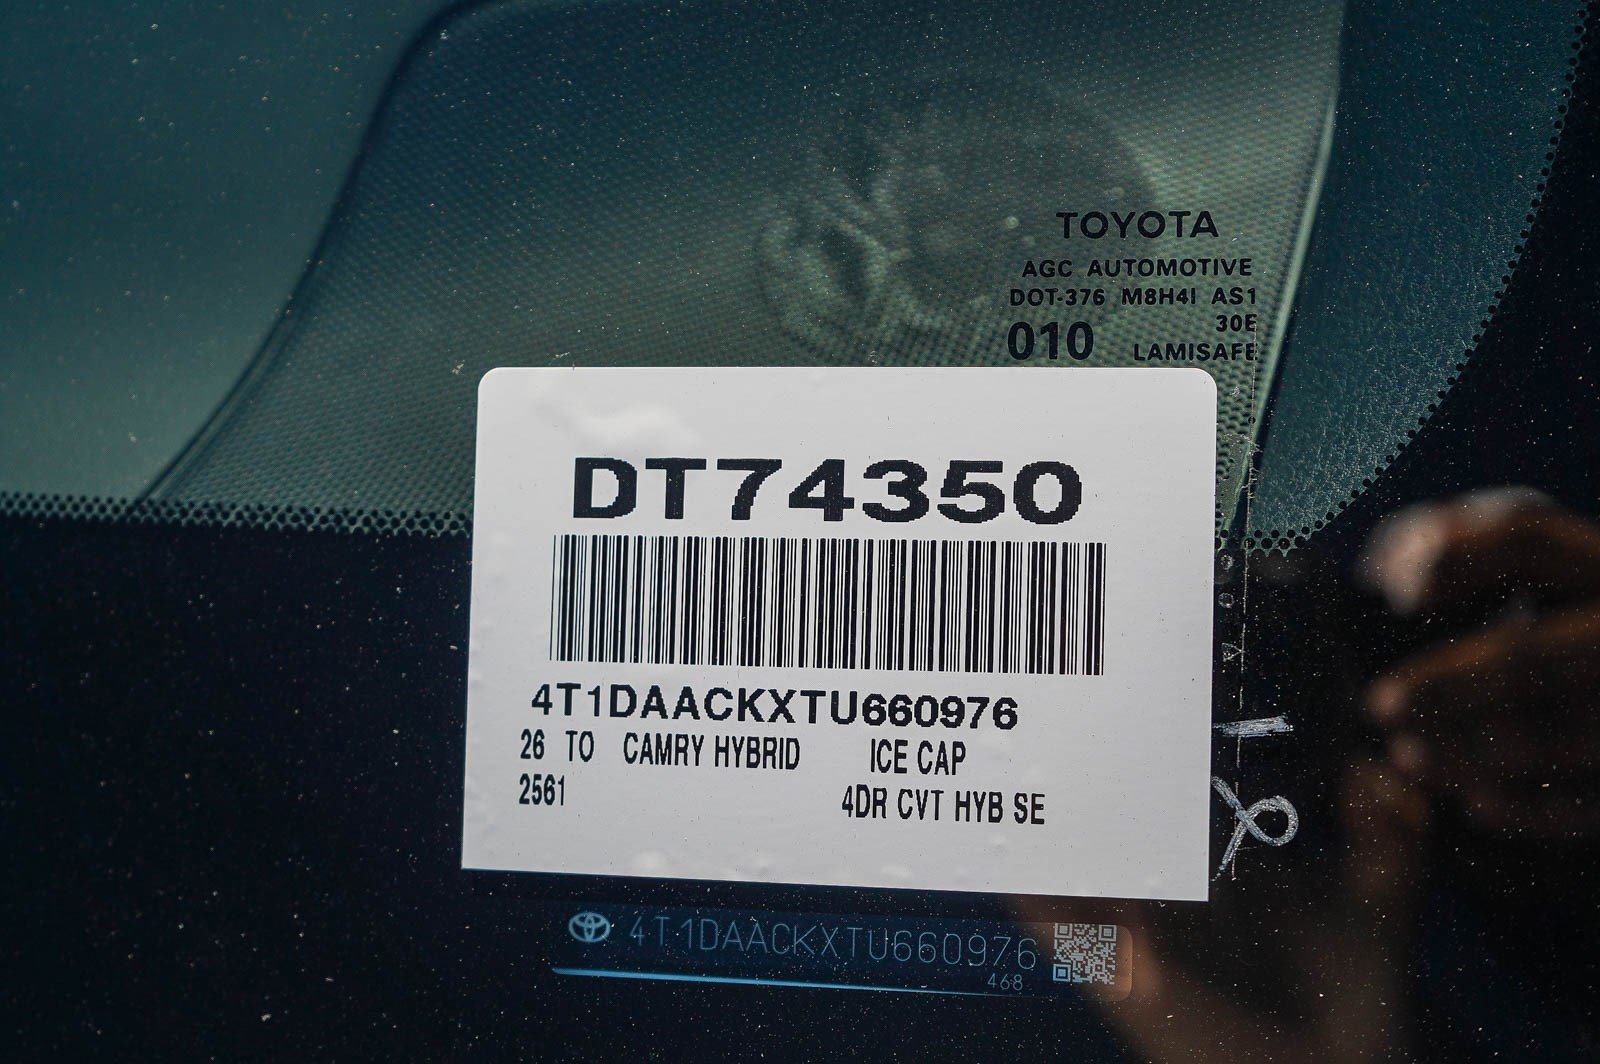 TOYOTA
AGC AUTOMOTIVE
DOT-376 M8H4I AS1
30E
010 LAMISAFE
DT74350
4T1DAACKXTU660976
26 TO CAMRY HYBRID ICE CAP
2561 4DR CVT HYB SE
4T1DAACKXTU660976
468